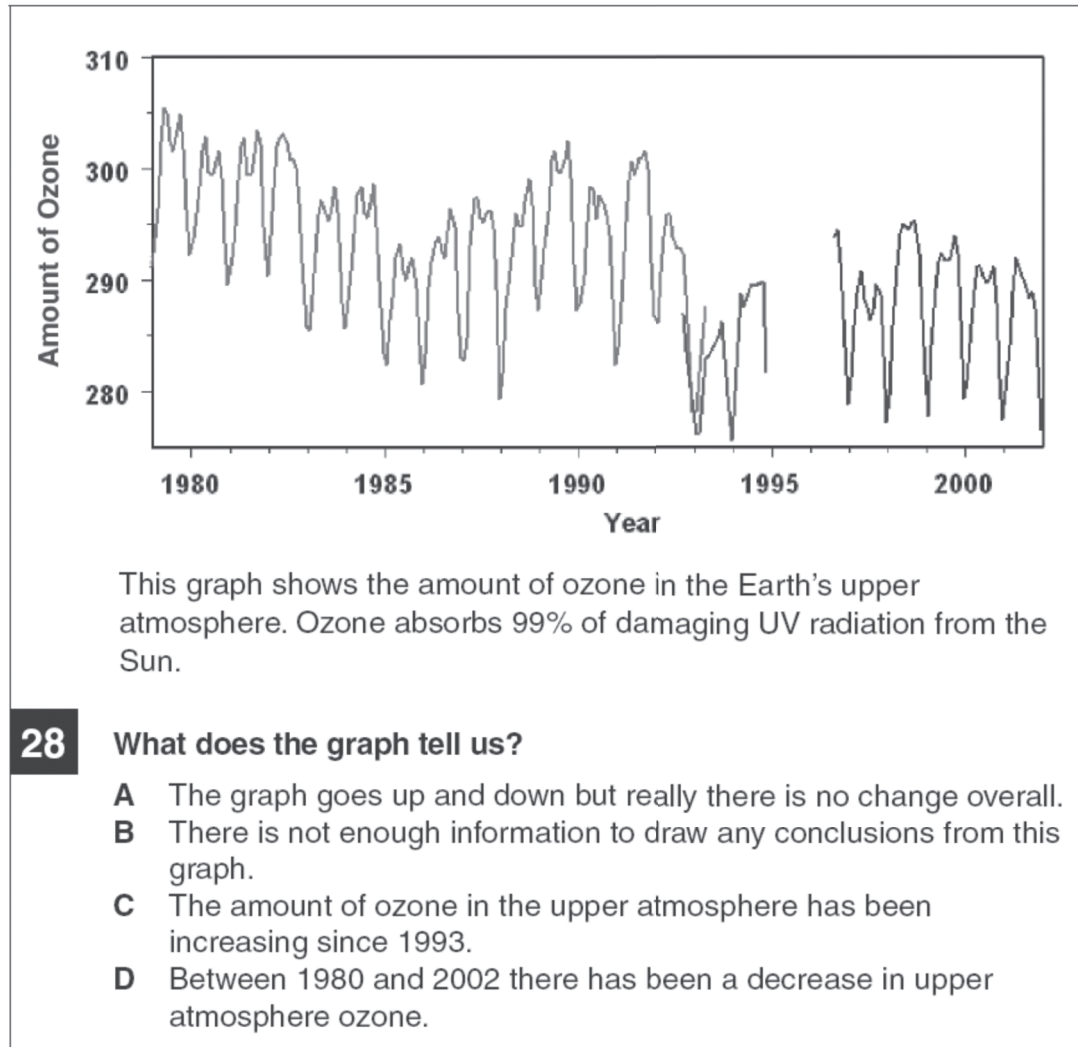 310
300
290
280
Amount of Ozone
1980 1985 1990 1995 2000
Year
This graph shows the amount of ozone in the Earth’s upper
atmosphere. Ozone absorbs 99% of damaging UV radiation from the
Sun.
28 What does the graph tell us?
A The graph goes up and down but really there is no change overall.
B There is not enough information to draw any conclusions from this
graph.
C The amount of ozone in the upper atmosphere has been
increasing since 1993.
D Between 1980 and 2002 there has been a decrease in upper
atmosphere ozone.